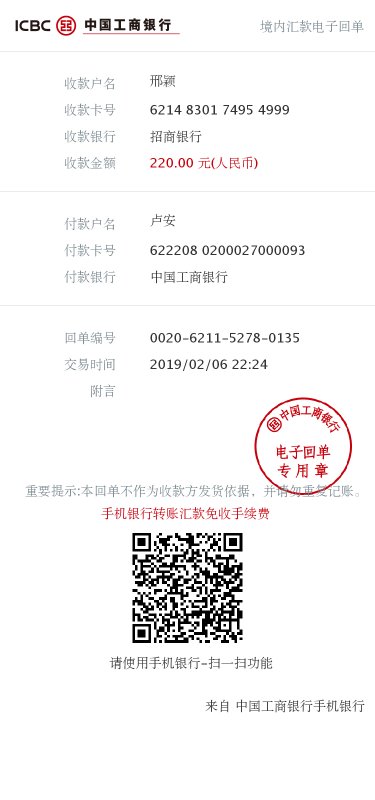 ICBC 中国工商银行 境内汇款电子回单
收款户名 邢颖
收款卡号 6214 8301 7495 4999
收款银行 招商银行
收款金额 220.00 元(人民币)
付款户名 卢安
付款卡号 622208 0200027000093
付款银行 中国工商银行
回单编号 0020-6211-5278-0135
交易时间 2019/02/06 22:24
附言
中国工商银行
电子回单
专用章
重要提示:本回单不作为收款方发货依据，并请勿重复记账。
手机银行转账汇款免收手续费
请使用手机银行-扫一扫功能
来自 中国工商银行手机银行